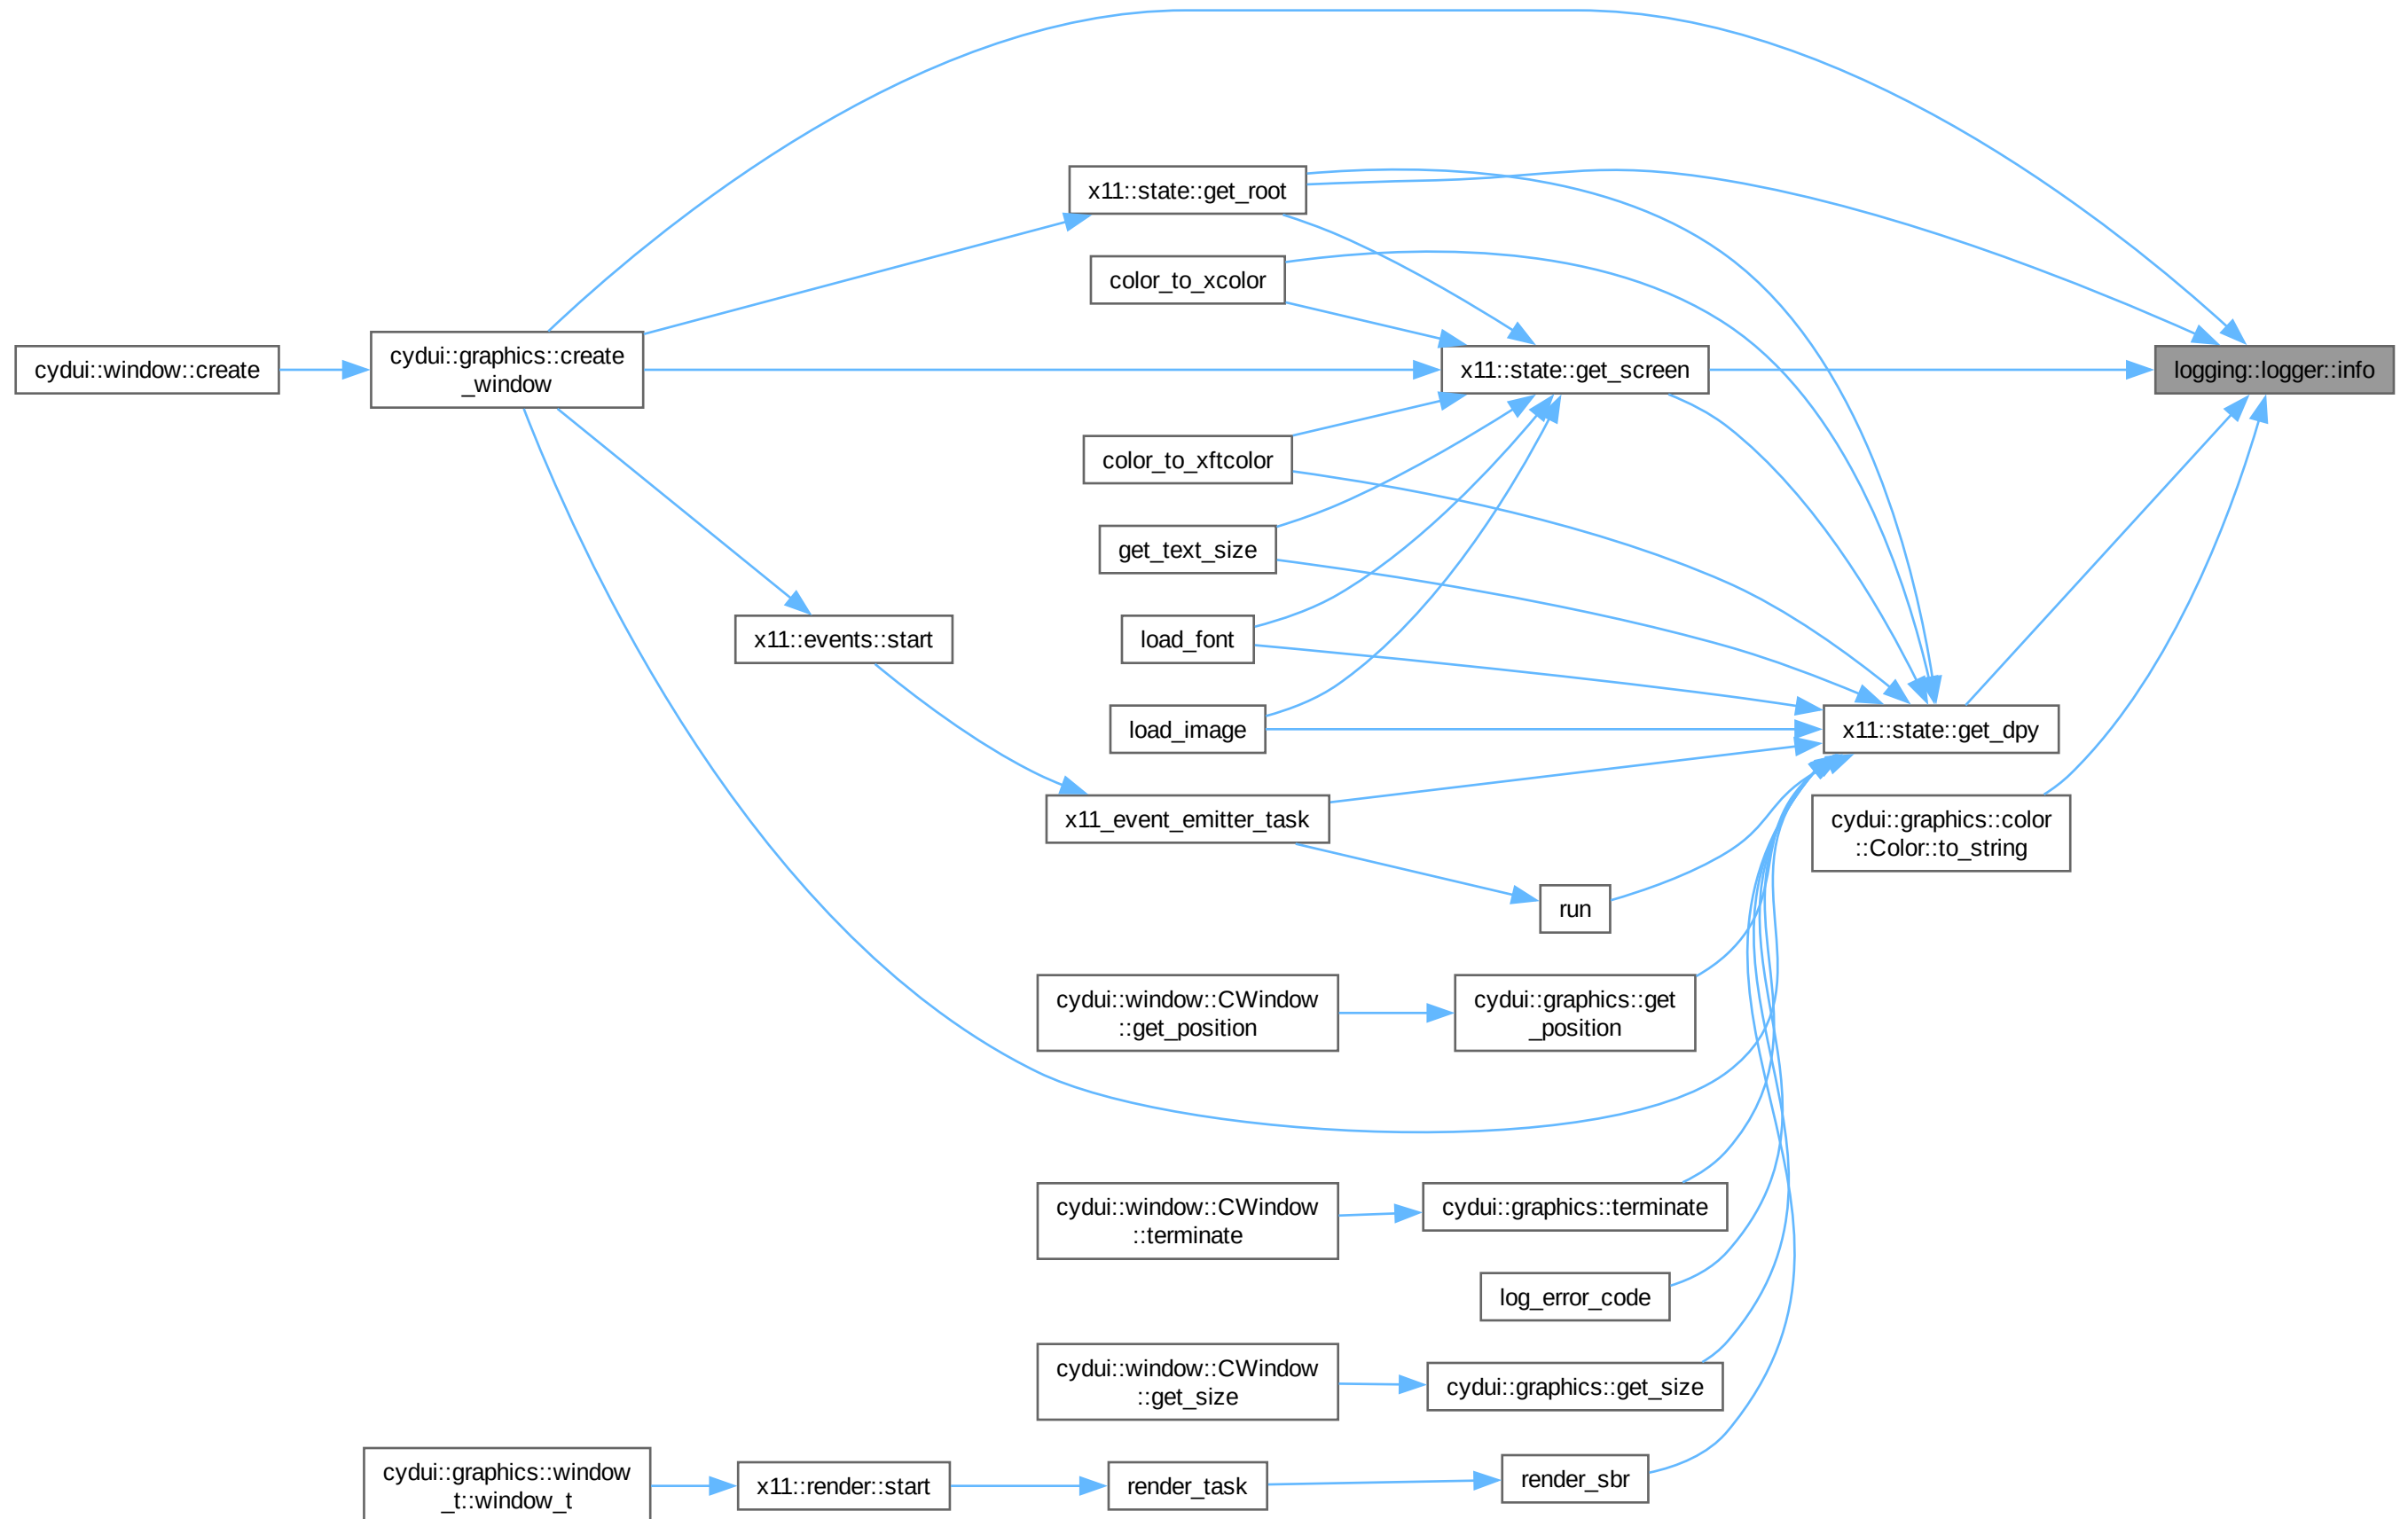 x11::state::get_root
color_to_xcolor
cydui::window::create
cydui::graphics::create
_window
x11::state::get_screen
logging::logger::info
color_to_xftcolor
get_text_size
x11::events::start
load_font
load_image
x11::state::get_dpy
x11_event_emitter_task
cydui::graphics::color
::Color::to_string
run
cydui::window::CWindow
::get_position
cydui::graphics::get
_position
cydui::window::CWindow
::terminate
cydui::graphics::terminate
log_error_code
cydui::window::CWindow
::get_size
cydui::graphics::get_size
cydui::graphics::window
_t::window_t
x11::render::start
render_task
render_sbr